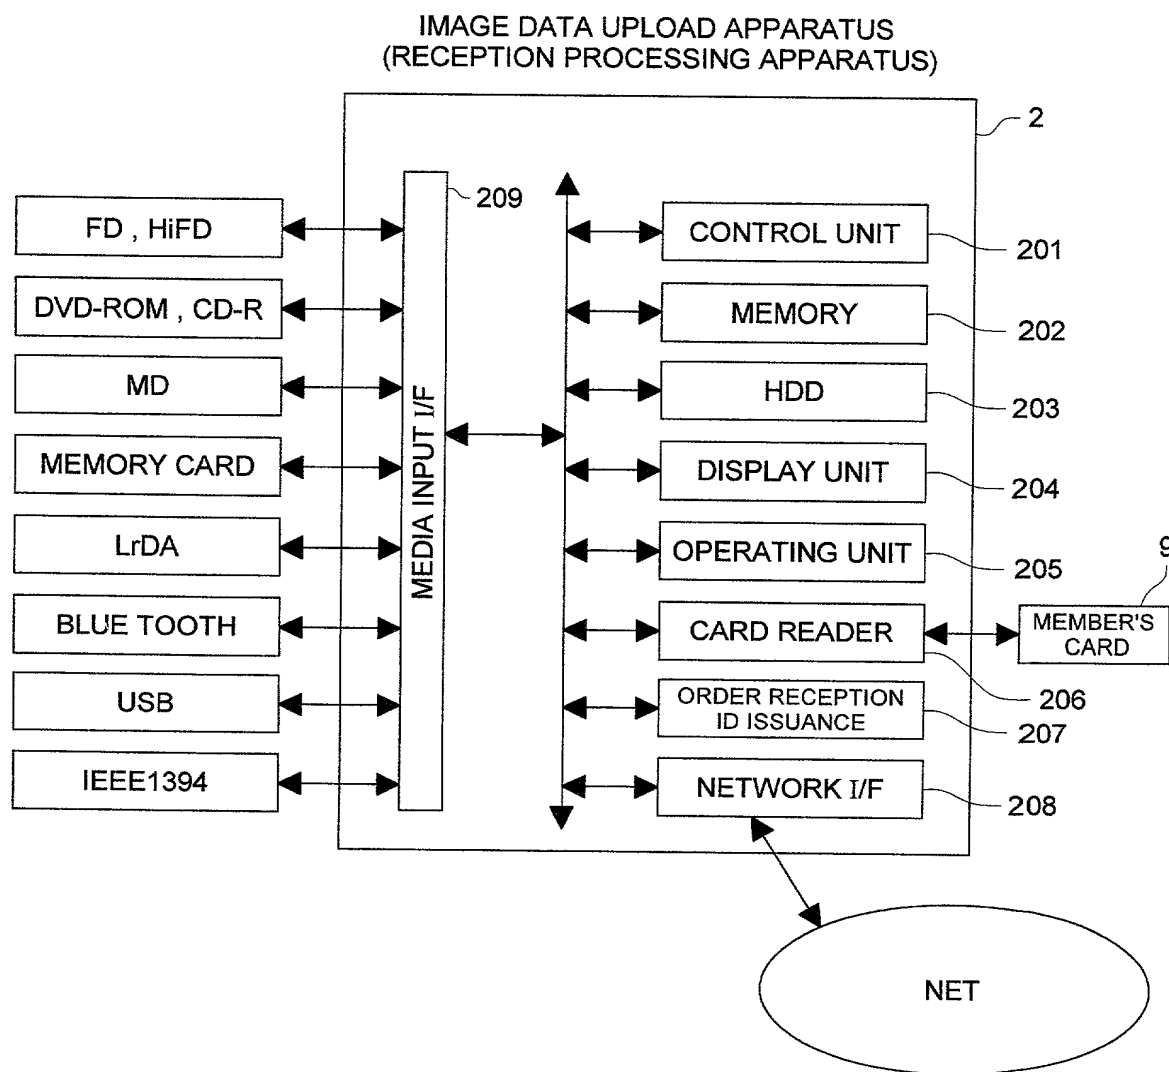 IMAGE DATA UPLOAD APPARATUS
(RECEPTION PROCESSING APPARATUS)
2
209
FD , HiFD
DVD-ROM , CD-R
MD
MEMORY CARD
LrDA
BLUE TOOTH
USB
IEEE1394
MEDIA INPUT I/F
CONTROL UNIT
201
MEMORY
202
HDD
203
DISPLAY UNIT
204
OPERATING UNIT
205
CARD READER
206
9
MEMBER'S
CARD
ORDER RECEPTION
ID ISSUANCE
207
NETWORK I/F
208
NET